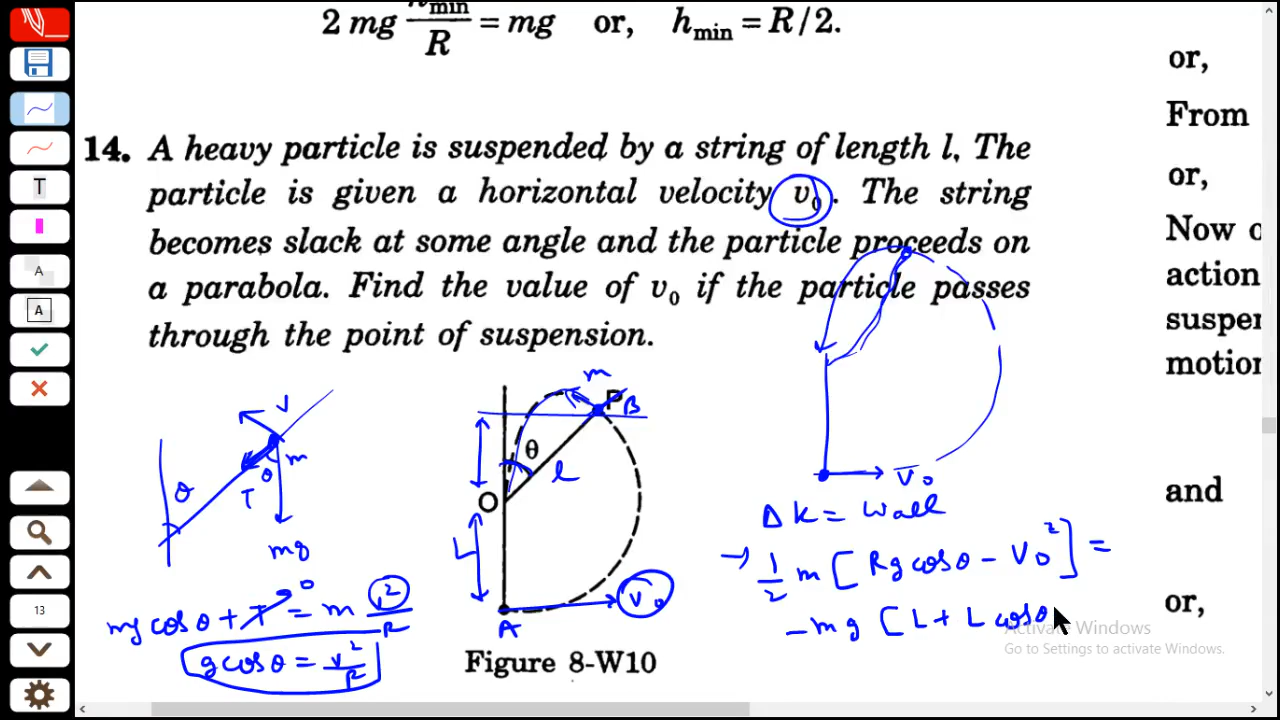 2 mg h_min/R = mg or, h_min = R/2.
or,
From
14. A heavy particle is suspended by a string of length l. The
or,
particle is given a horizontal velocity v₀. The string
Now
becomes slack at some angle and the particle proceeds on
action
a parabola. Find the value of v₀ if the particle passes
suspen
through the point of suspension.
motion
T
A
A
13
v
m
θ
θ
T
mg
mg cosθ + T⁰ = m v²/R
g cosθ = v²/R
m
P B
θ
l
O
L
A
v₀
Figure 8-W10
V₀
ΔK = Wall
→ 1/2 m [Rg cosθ − V₀²] =
−mg [L + L cosθ
and
or,
Activate Windows
Go to Settings to activate Windows.